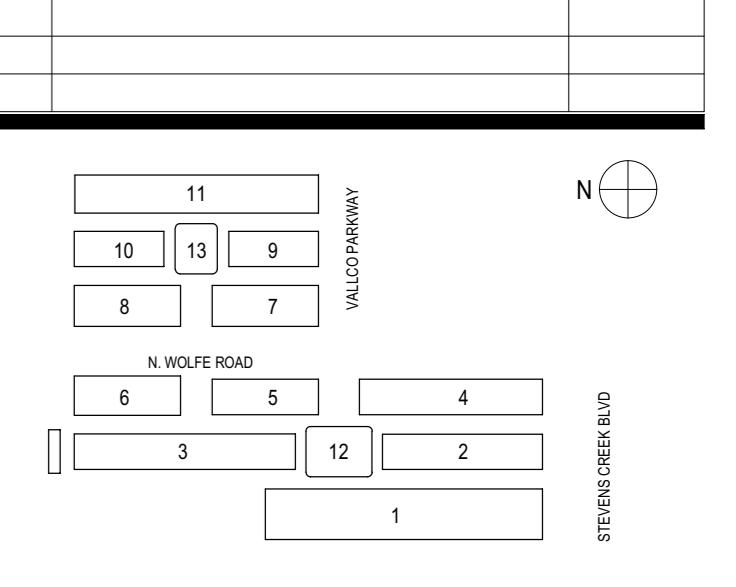 11
N
VALLCO PARKWAY
10 13 9
8 7
N. WOLFE ROAD
6 5 4
STEVENS CREEK BLVD
3 12 2
1